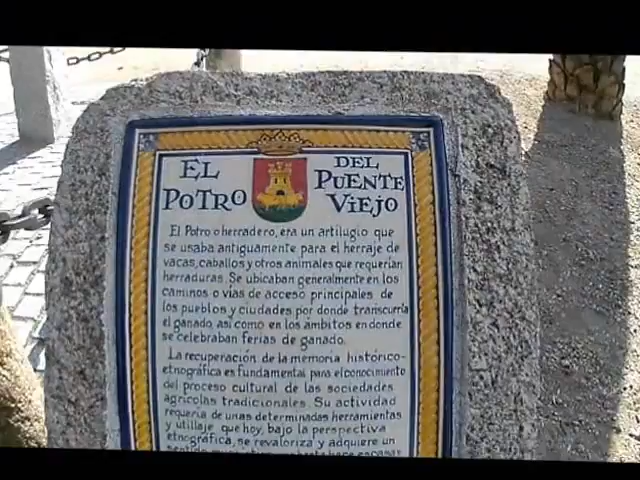 EL POTRO DEL PUENTE VIEJO
EL POTRO O HERRADERO, ERA UN ARTILUGIO QUE
SE USABA ANTIGUAMENTE PARA EL HERRAJE DE
VACAS, CABALLOS Y OTROS ANIMALES QUE REQUERÍAN
HERRADURAS. SE UBICABAN GENERALMENTE EN LOS
CAMINOS O VÍAS DE ACCESO PRINCIPALES DE
LOS PUEBLOS Y CIUDADES POR DONDE TRANSCURRÍA
EL GANADO, ASÍ COMO EN LOS ÁMBITOS EN DONDE
SE CELEBRABAN FERIAS DE GANADO.
LA RECUPERACIÓN DE LA MEMORIA HISTÓRICO-
ETNOGRÁFICA ES FUNDAMENTAL PARA EL CONOCIMIENTO
DEL PROCESO CULTURAL DE LAS SOCIEDADES
AGRÍCOLAS TRADICIONALES. SU ACTIVIDAD
REQUERÍA DE UNAS DETERMINADAS HERRAMIENTAS
Y UTILLAJE QUE HOY, BAJO LA PERSPECTIVA
ETNOGRÁFICA, SE REVALORIZA Y ADQUIERE UN